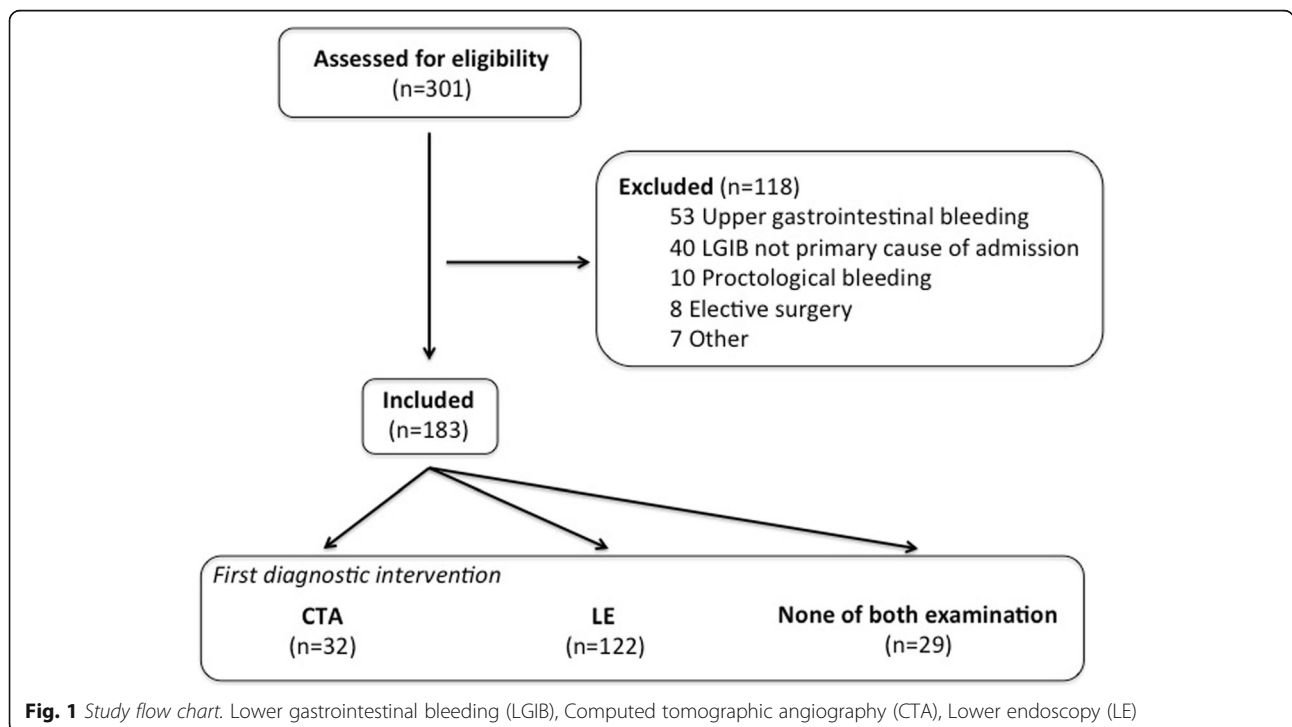 Assessed for eligibility
(n=301)
Excluded (n=118)
53 Upper gastrointestinal bleeding
40 LGIB not primary cause of admission
10 Proctological bleeding
8 Elective surgery
7 Other
Included
(n=183)
First diagnostic intervention
CTA
(n=32)
LE
(n=122)
None of both examination
(n=29)
Fig. 1 Study flow chart. Lower gastrointestinal bleeding (LGIB), Computed tomographic angiography (CTA), Lower endoscopy (LE)